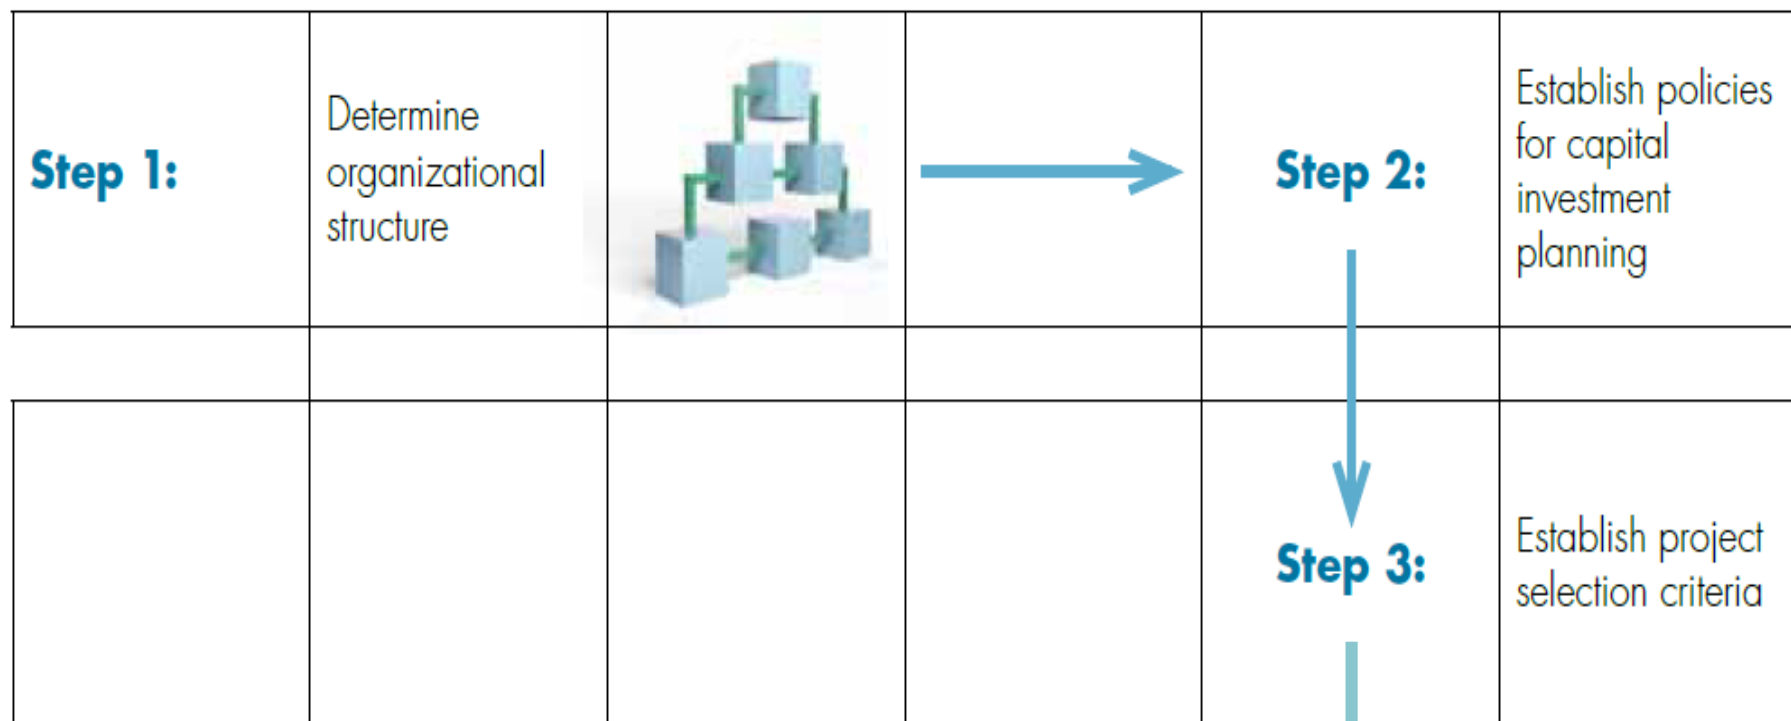 Step 1:
Determine
organizational
structure
Step 2:
Establish policies
for capital
investment
planning
Step 3:
Establish project
selection criteria